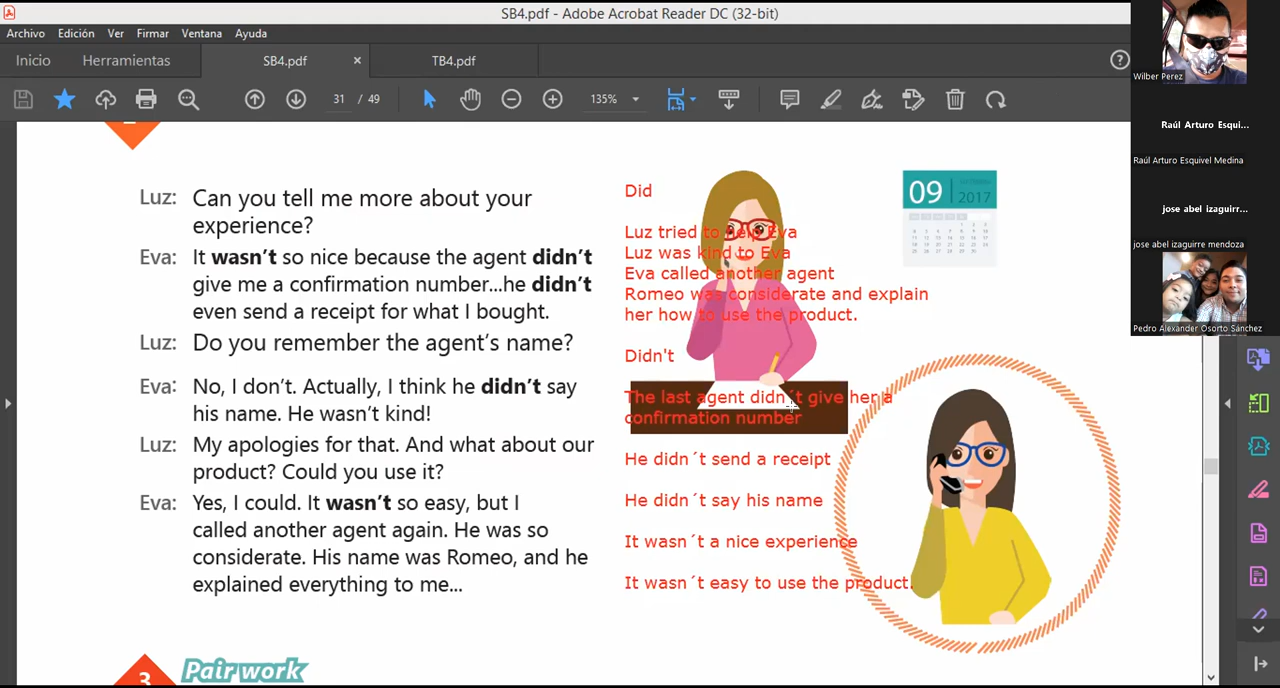 SB4.pdf - Adobe Acrobat Reader DC (32-bit)
Archivo Edición Ver Firmar Ventana Ayuda
Inicio Herramientas SB4.pdf × TB4.pdf
31 / 49 135%
Luz: Can you tell me more about your
experience?
Eva: It wasn't so nice because the agent didn't
give me a confirmation number...he didn't
even send a receipt for what I bought.
Luz: Do you remember the agent's name?
Eva: No, I don't. Actually, I think he didn't say
his name. He wasn't kind!
Luz: My apologies for that. And what about our
product? Could you use it?
Eva: Yes, I could. It wasn't so easy, but I
called another agent again. He was so
considerate. His name was Romeo, and he
explained everything to me...
3 Pair work
Did
Luz tried to help Eva
Luz was kind to Eva
Eva called another agent
Romeo was considerate and explain
her how to use the product.
Didn't
The last agent didn´t give her a
confirmation number
He didn´t send a receipt
He didn´t say his name
It wasn´t a nice experience
It wasn´t easy to use the product.
09
2017
Wilber Perez
Raúl Arturo Esqui...
Raúl Arturo Esquivel Medina
jose abel izaguirr...
jose abel izaguirre mendoza
Pedro Alexander Osorto Sánchez